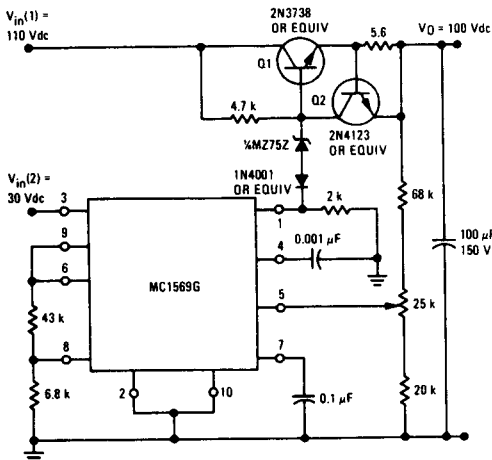 Vin(1) =
110 Vdc
2N3738
OR EQUIV
Q1
5.6
VO = 100 Vdc
Q2
4.7 k
2N4123
OR EQUIV
¼MZ75Z
1N4001
OR EQUIV
Vin(2) =
30 Vdc
3
9
6
43 k
8
6.8 k
MC1569G
2
10
1
2 k
4
0.001 µF
5
7
0.1 µF
68 k
25 k
20 k
100 µF
150 V